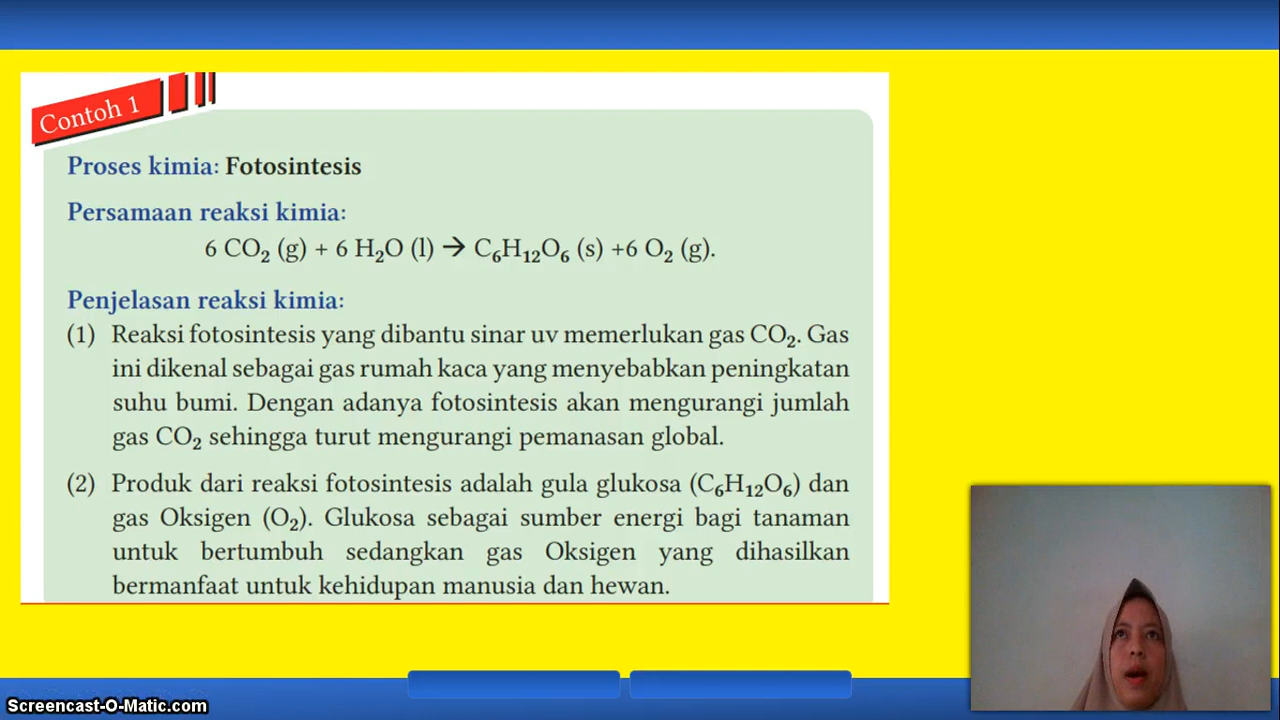 Contoh 1
Proses kimia: Fotosintesis
Persamaan reaksi kimia:
6 CO₂ (g) + 6 H₂O (l) → C₆H₁₂O₆ (s) +6 O₂ (g).
Penjelasan reaksi kimia:
(1) Reaksi fotosintesis yang dibantu sinar uv memerlukan gas CO₂. Gas
ini dikenal sebagai gas rumah kaca yang menyebabkan peningkatan
suhu bumi. Dengan adanya fotosintesis akan mengurangi jumlah
gas CO₂ sehingga turut mengurangi pemanasan global.
(2) Produk dari reaksi fotosintesis adalah gula glukosa (C₆H₁₂O₆) dan
gas Oksigen (O₂). Glukosa sebagai sumber energi bagi tanaman
untuk bertumbuh sedangkan gas Oksigen yang dihasilkan
bermanfaat untuk kehidupan manusia dan hewan.
Screencast-O-Matic.com